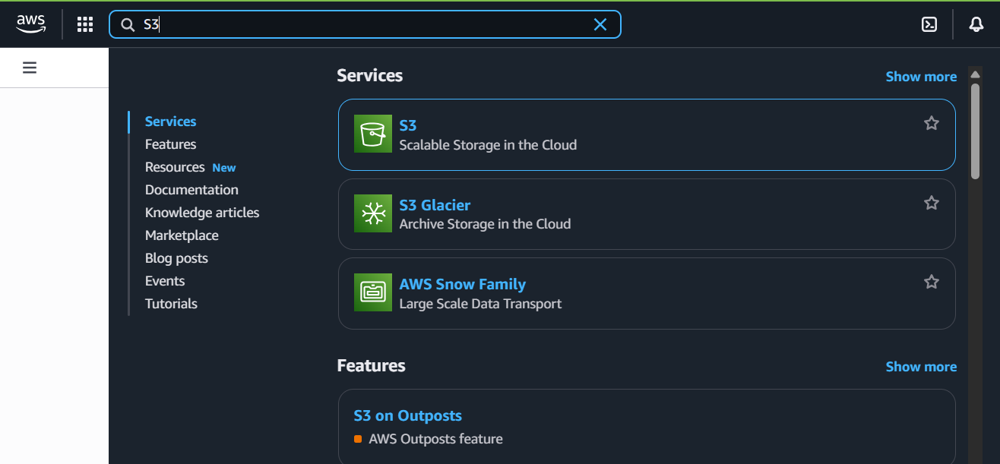 aws
S3
Services
Features
Resources New
Documentation
Knowledge articles
Marketplace
Blog posts
Events
Tutorials
Services
Show more
S3
Scalable Storage in the Cloud
S3 Glacier
Archive Storage in the Cloud
AWS Snow Family
Large Scale Data Transport
Features
Show more
S3 on Outposts
AWS Outposts feature